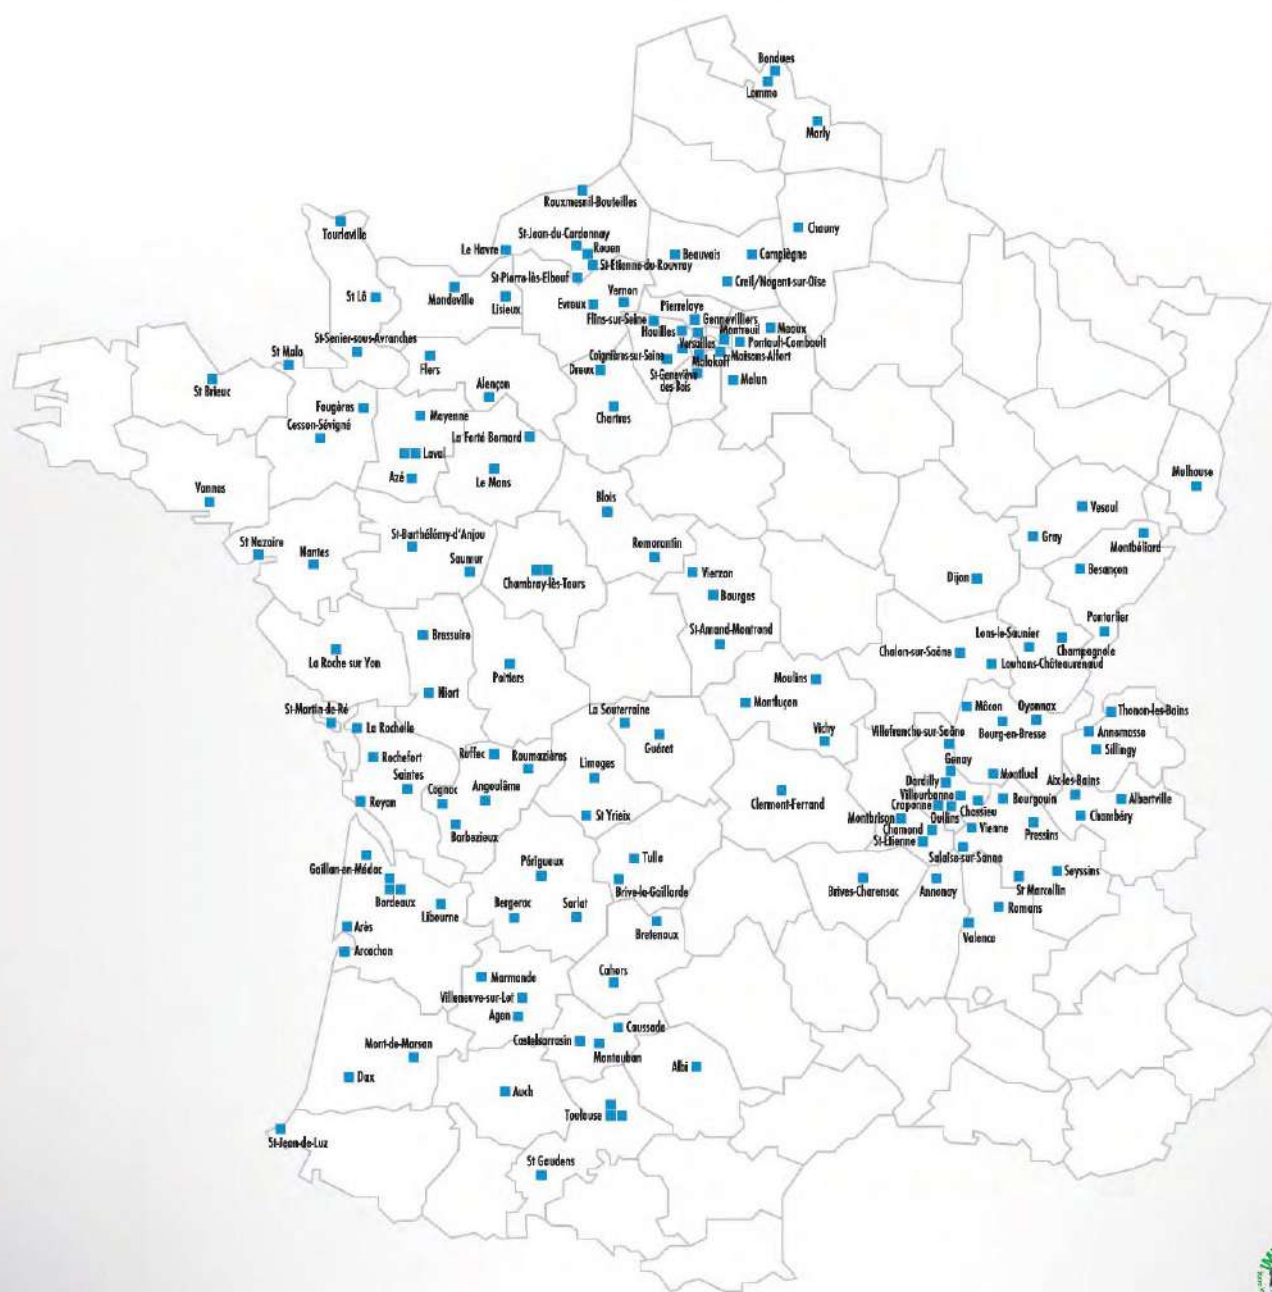 Bondues
Lomme
Marly
Rouxmesnil-Bouteilles
Tourlaville
St-Jean-du-Cardonnay
Chauny
Le Havre
Rouen
Beauvais
Compiègne
St-Etienne-du-Rouvray
St-Pierre-lès-Elbeuf
Creil/Nogent-sur-Oise
St Lô
Mondeville
Lisieux
Evreux
Vernon
Pierrelaye
Flins-sur-Seine
Gennevilliers
Houilles
Montreuil
Meaux
Versailles
Pontault-Combault
St-Senier-sous-Avranches
St Malo
Flers
Coignières-sur-Seine
Malakoff
Maisons-Alfort
Dreux
St-Geneviève
des-Bois
Melun
St Brieuc
Alençon
Fougères
Mayenne
Chartres
Cesson-Sévigné
La Ferté Bernard
Laval
Azé
Le Mans
Mulhouse
Vannes
Blois
Vesoul
St-Barthélémy-d'Anjou
Gray
Montbéliard
St Nazaire
Nantes
Saumur
Romorantin
Chambray-lès-Tours
Vierzon
Dijon
Besançon
Bourges
Pontarlier
Bressuire
St-Amand-Montrond
Lons-le-Saunier
Champagnole
La Roche sur Yon
Poitiers
Chalon-sur-Saône
Louhans-Châteaurenaud
Niort
Moulins
Montluçon
St-Martin-de-Ré
La Rochelle
La Souterraine
Mâcon
Oyonnax
Thonon-les-Bains
Guéret
Vichy
Villefranche-sur-Saône
Bourg-en-Bresse
Annemasse
Rochefort
Ruffec
Roumazières
Sillingy
Saintes
Limoges
Genay
Montluel
Dardilly
Aix-les-Bains
Royan
Cognac
Angoulême
Clermont-Ferrand
Villeurbanne
Craponne
Chassieu
Bourgouin
Albertville
St Yrieix
Montbrison
Oullins
Chambéry
Barbezieux
Chamond
Vienne
Pressins
St-Etienne
Gaillan-en-Médoc
Périgueux
Tulle
Salaise-sur-Sanne
Bordeaux
Brive-la-Gaillarde
Brives-Charensac
Annonay
St Marcellin
Seyssins
Libourne
Bergerac
Sarlat
Romans
Arès
Bretenoux
Valence
Arcachon
Marmande
Cahors
Villeneuve-sur-Lot
Agen
Caussade
Castelsarrasin
Montauban
Mont-de-Marsan
Albi
Dax
Auch
Toulouse
St-Jean-de-Luz
St Gaudens